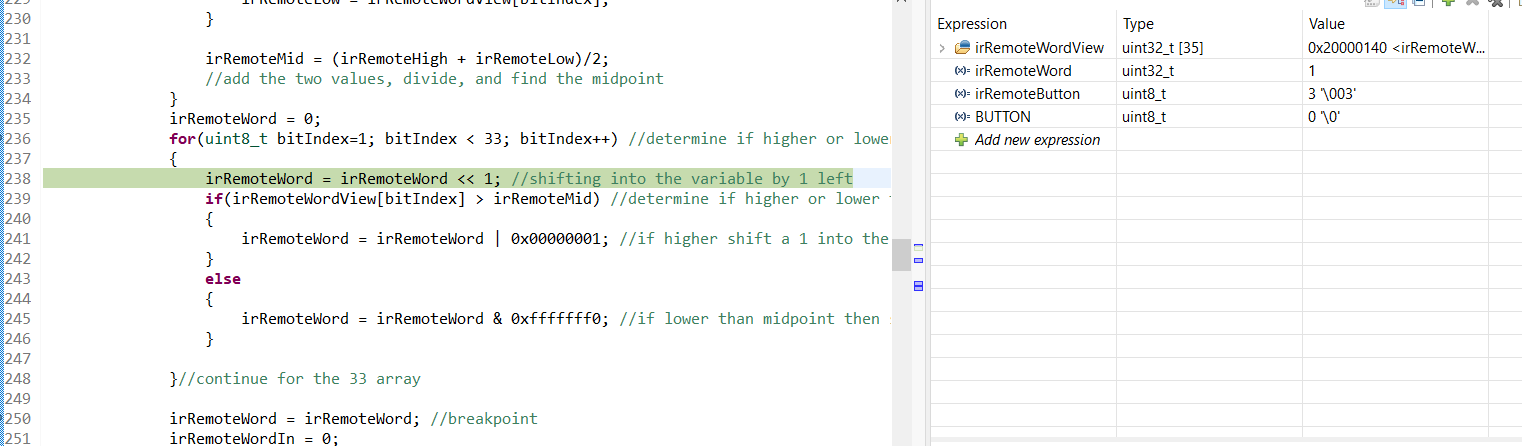 230 }
231
232 irRemoteMid = (irRemoteHigh + irRemoteLow)/2;
233 //add the two values, divide, and find the midpoint
234 }
235 irRemoteWord = 0;
236 for(uint8_t bitIndex=1; bitIndex < 33; bitIndex++) //determine if higher or lowe
237 {
238 irRemoteWord = irRemoteWord << 1; //shifting into the variable by 1 left
239 if(irRemoteWordView[bitIndex] > irRemoteMid) //determine if higher or lower
240 {
241 irRemoteWord = irRemoteWord | 0x00000001; //if higher shift a 1 into the
242 }
243 else
244 {
245 irRemoteWord = irRemoteWord & 0xfffffff0; //if lower than midpoint then
246 }
247
248 }//continue for the 33 array
249
250 irRemoteWord = irRemoteWord; //breakpoint
251 irRemoteWordIn = 0;
Expression Type Value
irRemoteWordView uint32_t [35] 0x20000140 <irRemoteW...
(x)= irRemoteWord uint32_t 1
(x)= irRemoteButton uint8_t 3 '\003'
(x)= BUTTON uint8_t 0 '\0'
Add new expression